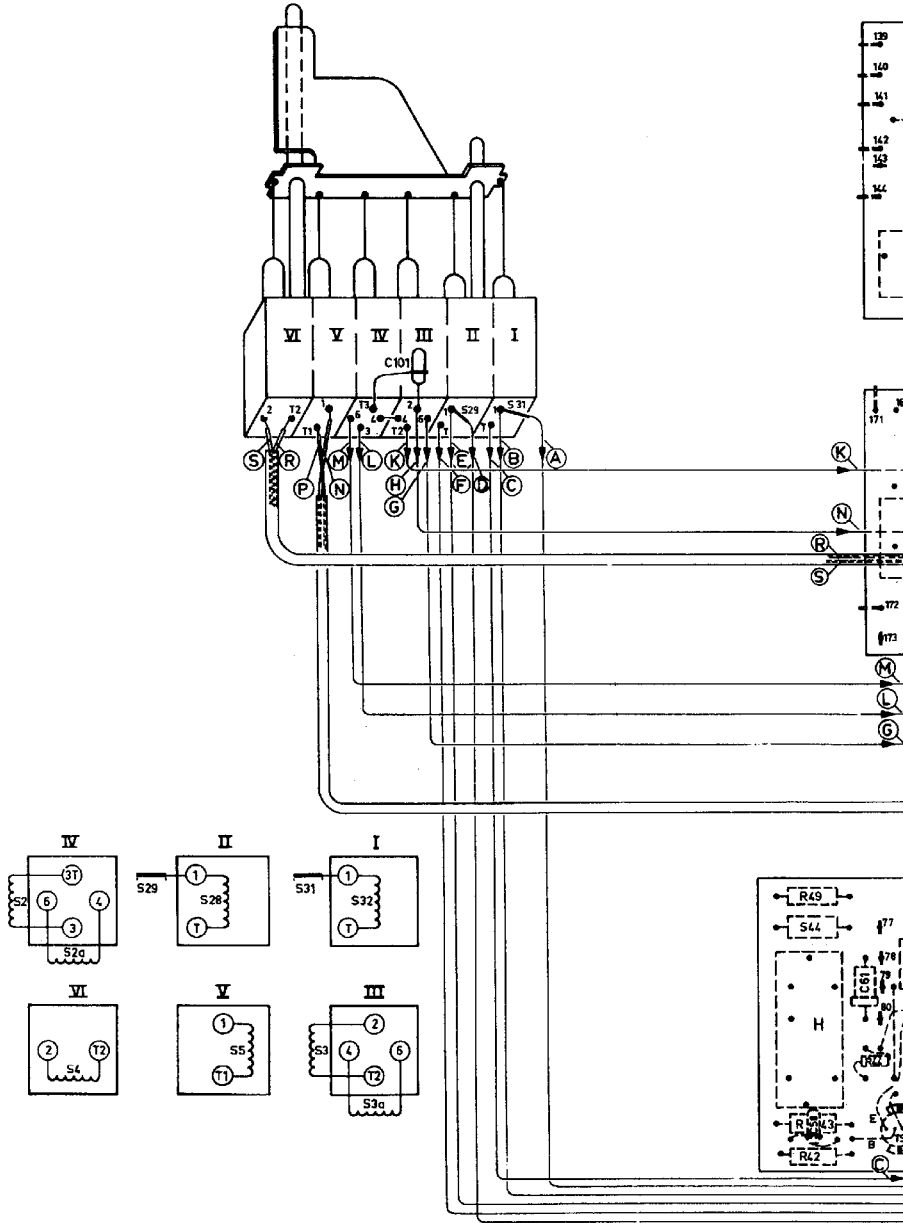 139
140
141
142
143
144
VI V IV III II I
C101
2 T2 1 6 T3 4 4 2 6 1 S29 1 S31
T1 3 T2 T T
S R M L K E B A
P N H F D C
G
171
K
N
R
S
172
173
M
L
G
IV II I
S2 3T 6 4 3 S2a
S29 1 S28 T
S31 1 S32 T
VI V III
2 T2 S4
1 S5 T1
S3 2 4 6 T2 S3a
R49
S44
77
78
79
C61
80
H
E
B
R42
C